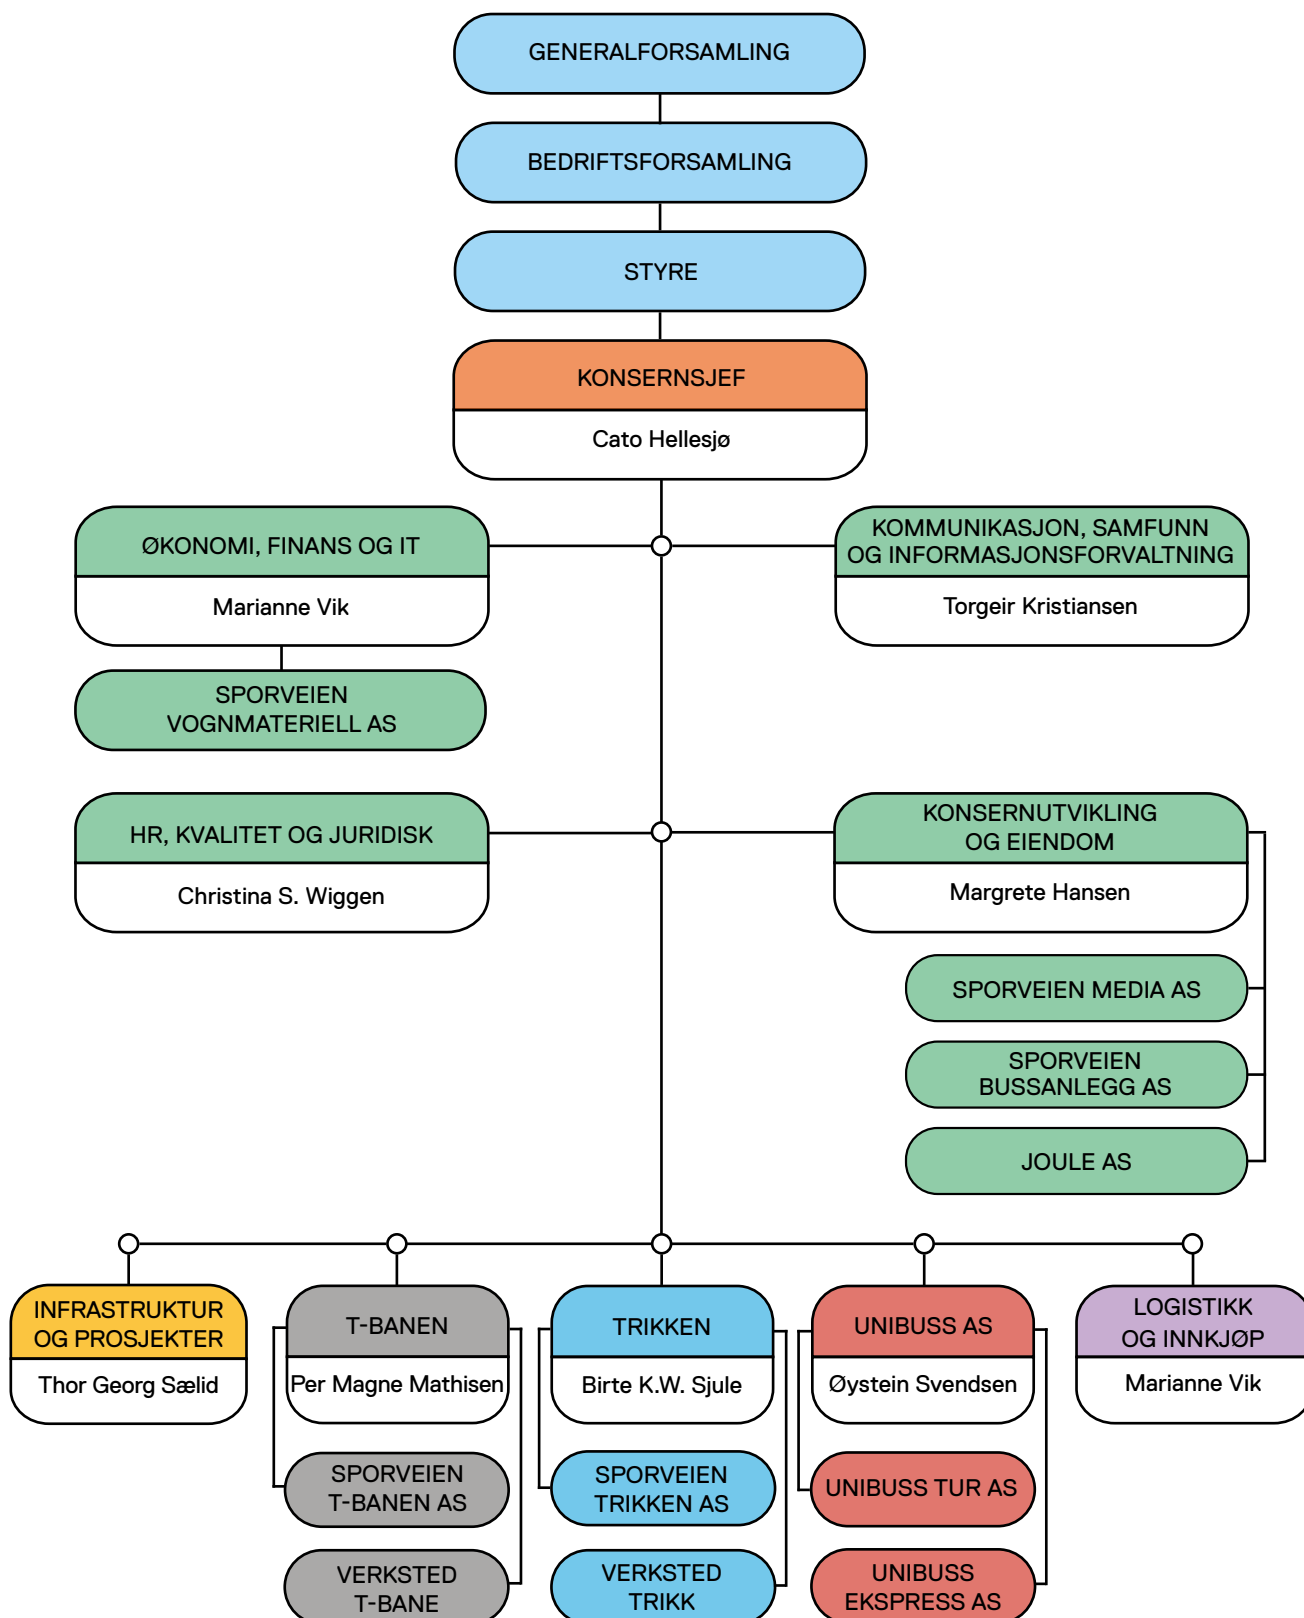 GENERALFORSAMLING
BEDRIFTSFORSAMLING
STYRE
KONSERNSJEF
Cato Hellesjø
ØKONOMI, FINANS OG IT
Marianne Vik
KOMMUNIKASJON, SAMFUNN
OG INFORMASJONSFORVALTNING
Torgeir Kristiansen
SPORVEIEN
VOGNMATERIELL AS
HR, KVALITET OG JURIDISK
Christina S. Wiggen
KONSERNUTVIKLING
OG EIENDOM
Margrete Hansen
SPORVEIEN MEDIA AS
SPORVEIEN
BUSSANLEGG AS
JOULE AS
INFRASTRUKTUR
OG PROSJEKTER
Thor Georg Sælid
T-BANEN
Per Magne Mathisen
TRIKKEN
Birte K.W. Sjule
UNIBUSS AS
Øystein Svendsen
LOGISTIKK
OG INNKJØP
Marianne Vik
SPORVEIEN
T-BANEN AS
SPORVEIEN
TRIKKEN AS
UNIBUSS TUR AS
VERKSTED
T-BANE
VERKSTED
TRIKK
UNIBUSS
EKSPRESS AS